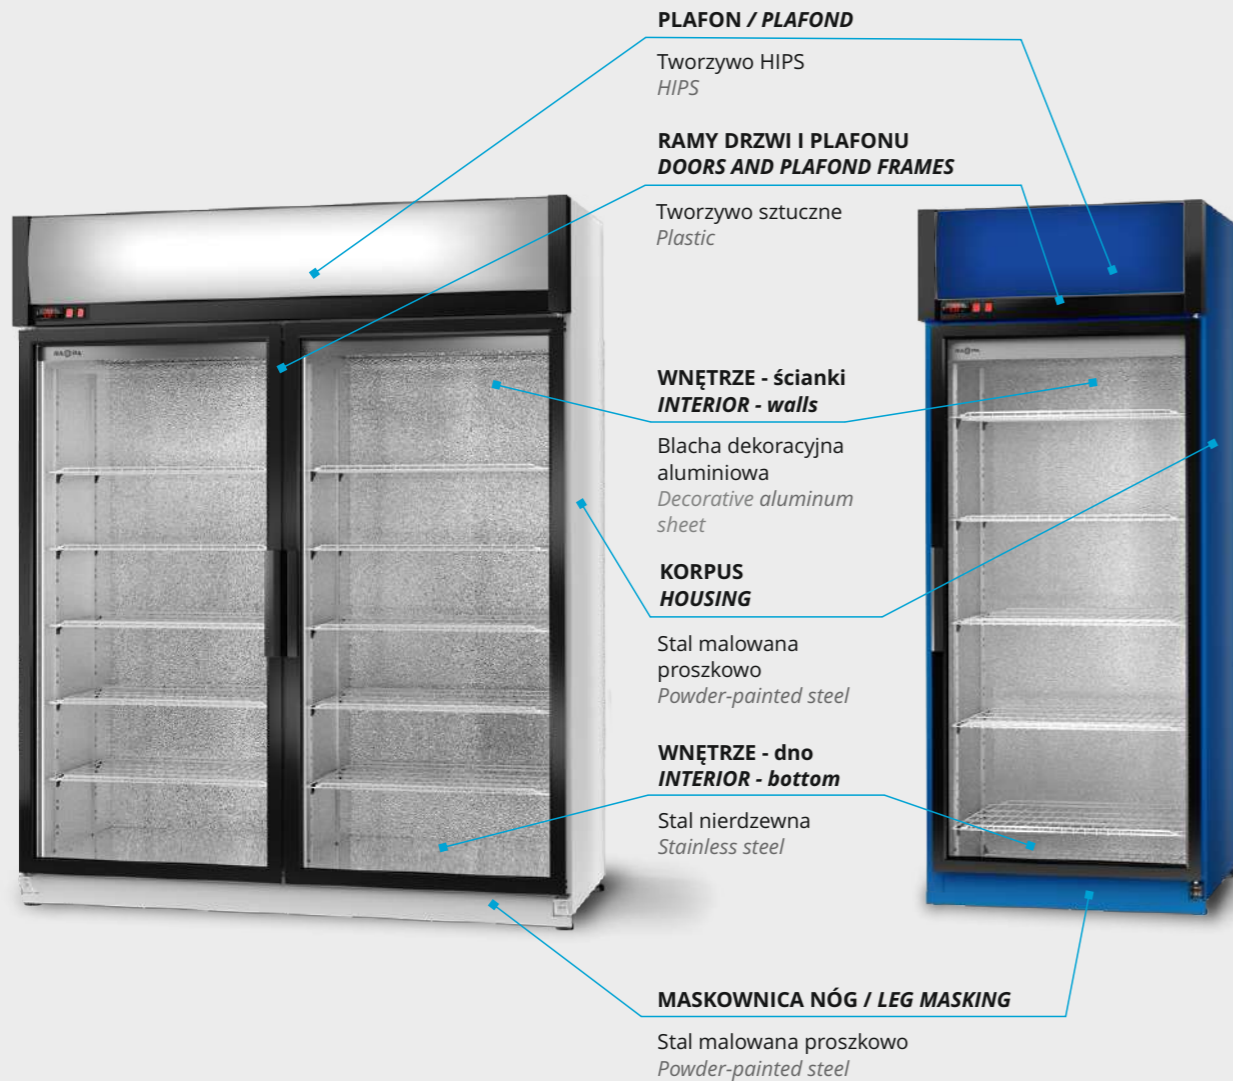 PLAFON / PLAFOND
Tworzywo HIPS
HIPS
RAMY DRZWI I PLAFONU
DOORS AND PLAFOND FRAMES
Tworzywo sztuczne
Plastic
WNĘTRZE - ścianki
INTERIOR - walls
Blacha dekoracyjna
aluminiowa
Decorative aluminum
sheet
KORPUS
HOUSING
Stal malowana
proszkowo
Powder-painted steel
WNĘTRZE - dno
INTERIOR - bottom
Stal nierdzewna
Stainless steel
MASKOWNICA NÓG / LEG MASKING
Stal malowana proszkowo
Powder-painted steel